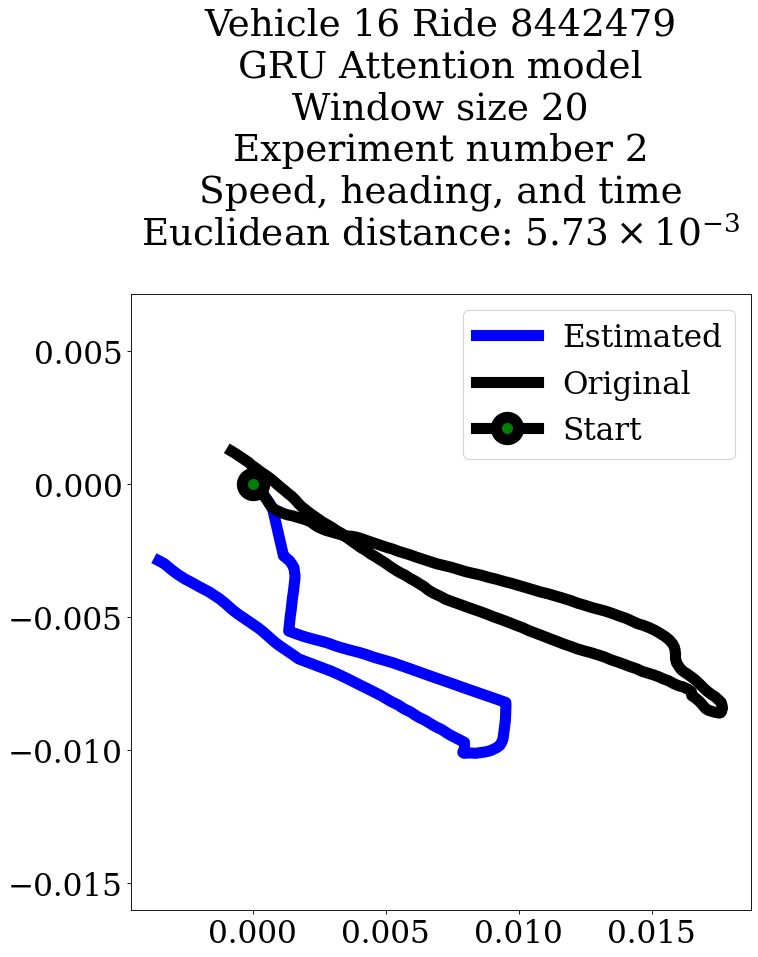 Vehicle 16 Ride 8442479
GRU Attention model
Window size 20
Experiment number 2
Speed, heading, and time
Euclidean distance: 5.73 × 10⁻³
Estimated
Original
Start
0.005
0.000
−0.005
−0.010
−0.015
0.000 0.005 0.010 0.015